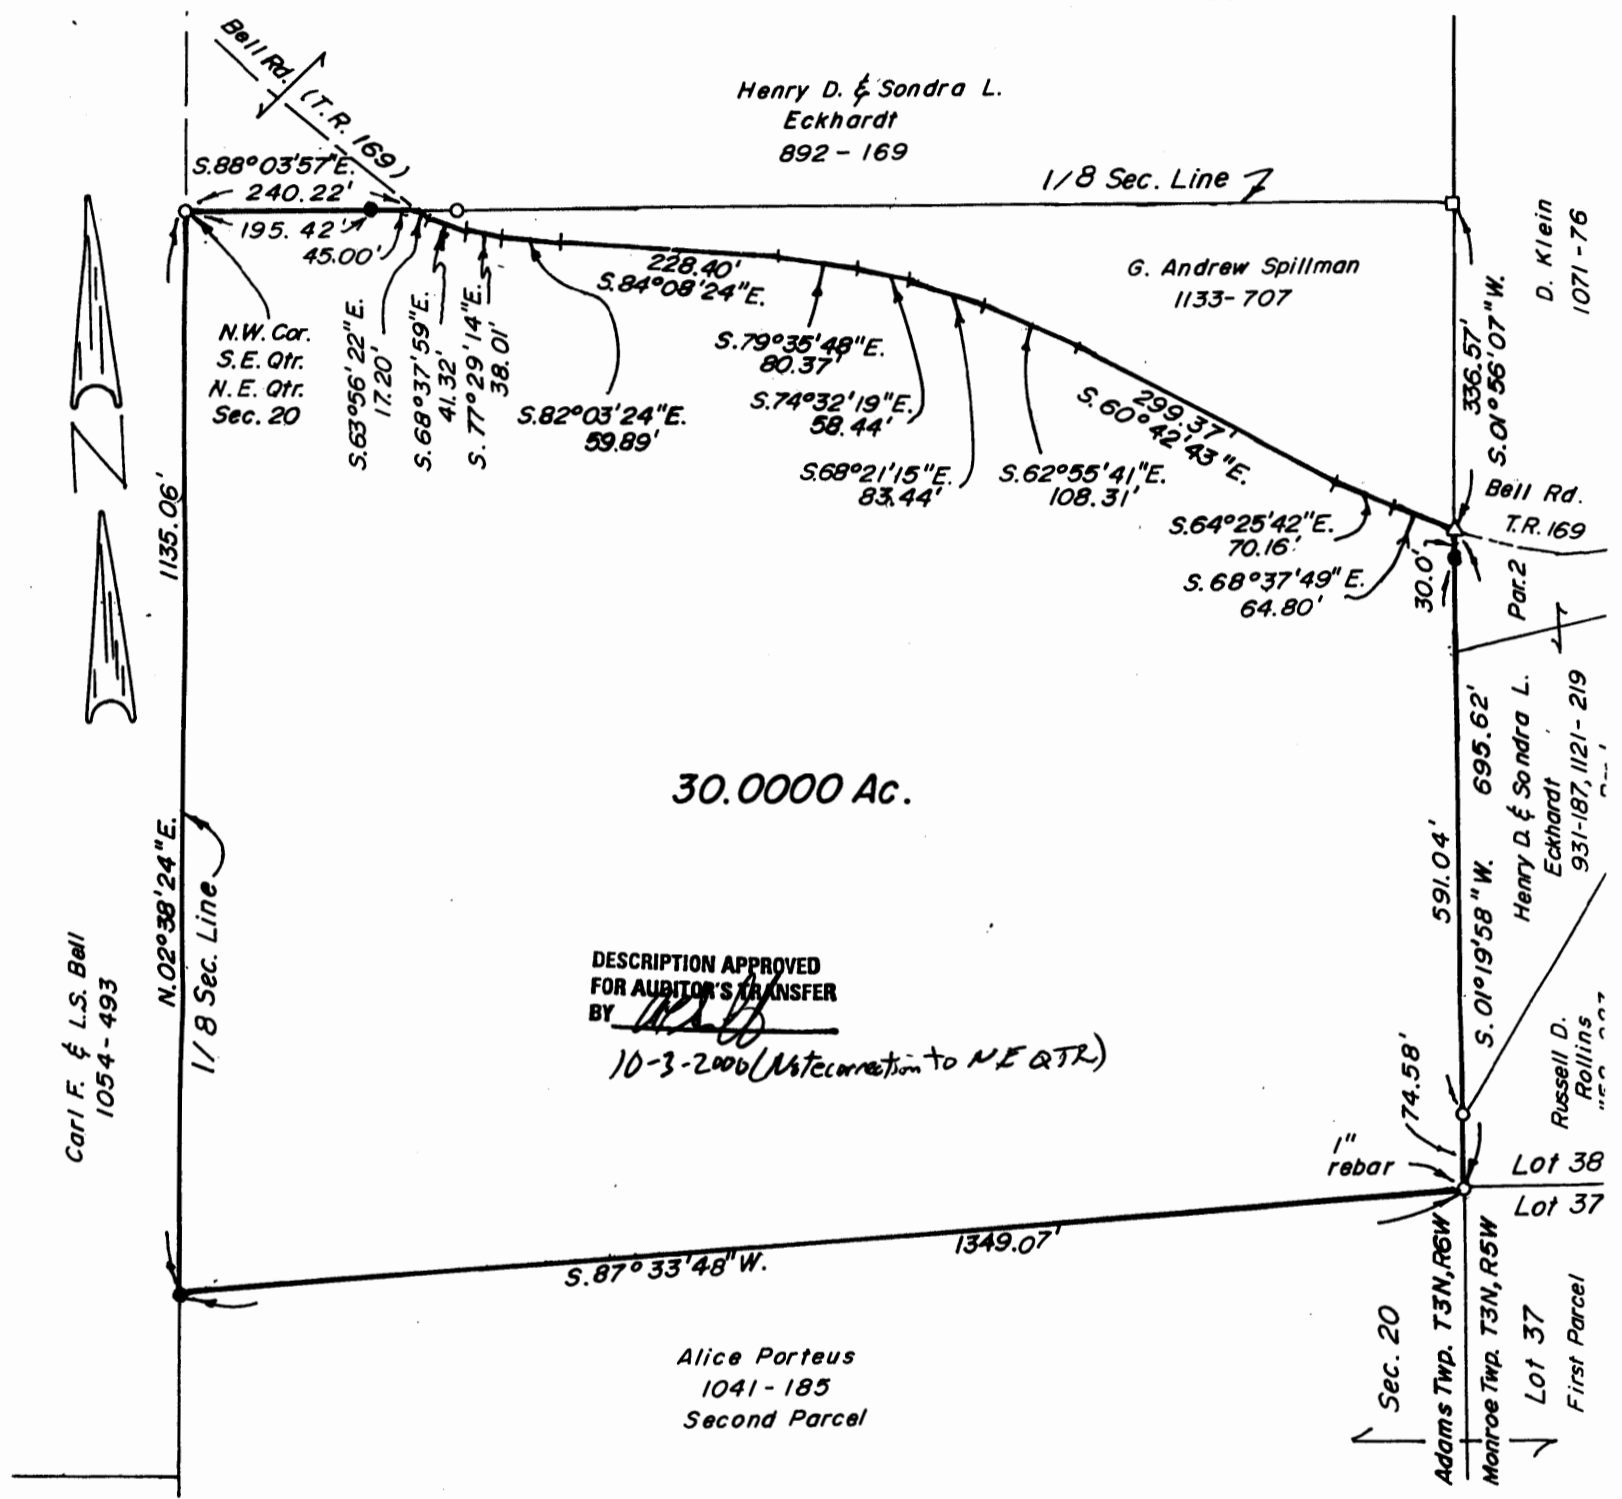 Bell Rd. (T.R. 169)
Henry D. & Sondra L.
Eckhardt
892 - 169
S.88°03'57"E.
240.22'
195.42'
45.00'
1/8 Sec. Line
D. Klein
1071-76
G. Andrew Spillman
1133-707
N.W. Cor.
S.E. Qtr.
N.E. Qtr.
Sec. 20
S.63°56'22"E.
17.20'
S.68°37'59"E.
41.32'
S.77°29'14"E.
38.01'
S.82°03'24"E.
59.89'
228.40'
S.84°08'24"E.
S.79°35'48"E.
80.37'
S.74°32'19"E.
58.44'
S.68°21'15"E.
83.44'
S.62°55'41"E.
108.31'
299.37'
S.60°42'43"E.
S.64°25'42"E.
70.16'
S.68°37'49"E.
64.80'
336.57'
S.01°56'07"W.
Bell Rd.
T.R. 169
30.0'
Par. 2
N
1135.06'
N.02°38'24"E.
1/8 Sec. Line
Carl F. & L.S. Bell
1054-493
30.0000 Ac.
695.62'
S.01°19'58"W.
591.04'
74.58'
Henry D. & Sondra L.
Eckhardt
931-187, 1121-219
Russell D.
Rollins
DESCRIPTION APPROVED
FOR AUDITOR'S TRANSFER
BY
10-3-2000 (Note correction to NE QTR)
1"
rebar
Lot 38
Lot 37
1349.07'
S.87°33'48"W.
Alice Porteus
1041-185
Second Parcel
Sec. 20
Adams Twp. T3N, R6W
Monroe Twp. T3N, R5W
Lot 37
First Parcel